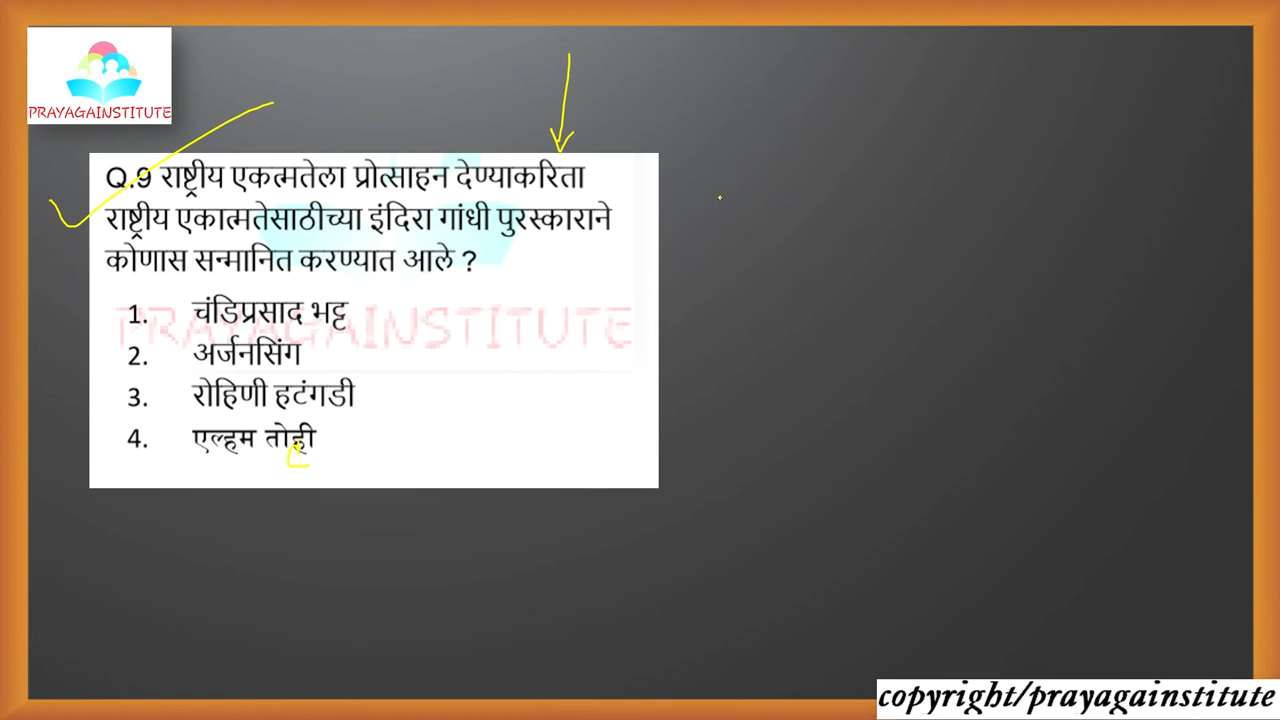 PRAYAGAINSTITUTE
Q.9 राष्ट्रीय एकत्मतेला प्रोत्साहन देण्याकरिता
राष्ट्रीय एकात्मतेसाठीच्या इंदिरा गांधी पुरस्काराने
कोणास सन्मानित करण्यात आले ?
1. चंडिप्रसाद भट्ट
PRAYAGAINSTITUTE
2. अर्जनसिंग
3. रोहिणी हटंगडी
4. एल्हम तोही
copyright/prayagainstitute